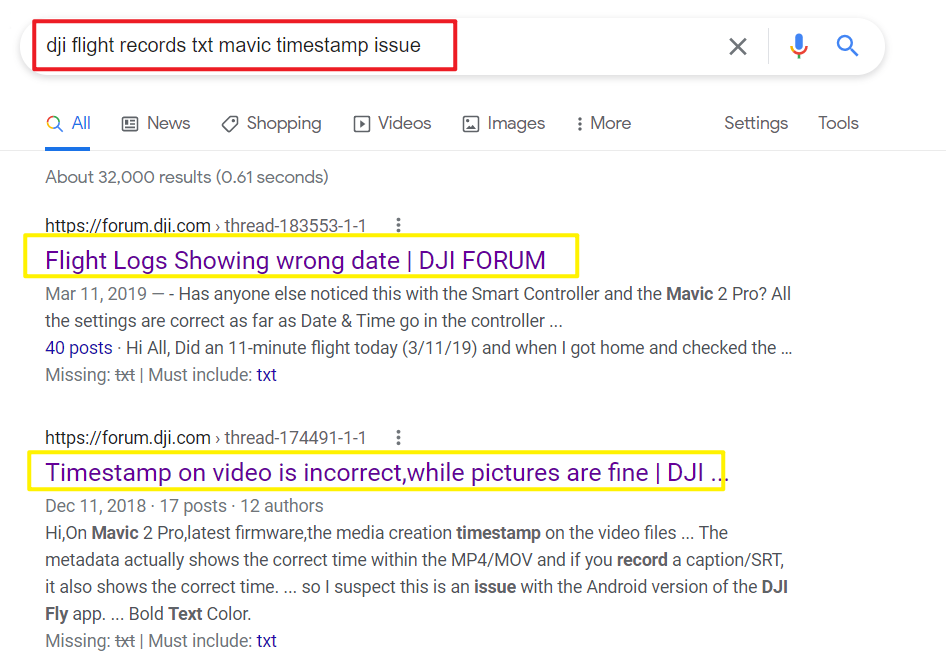 dji flight records txt mavic timestamp issue
All News Shopping Videos Images More Settings Tools
About 32,000 results (0.61 seconds)
https://forum.dji.com › thread-183553-1-1
Flight Logs Showing wrong date | DJI FORUM
Mar 11, 2019 — - Has anyone else noticed this with the Smart Controller and the Mavic 2 Pro? All
the settings are correct as far as Date & Time go in the controller ...
40 posts · Hi All, Did an 11-minute flight today (3/11/19) and when I got home and checked the ...
Missing: txt | Must include: txt
https://forum.dji.com › thread-174491-1-1
Timestamp on video is incorrect,while pictures are fine | DJI ...
Dec 11, 2018 · 17 posts · 12 authors
Hi,On Mavic 2 Pro,latest firmware,the media creation timestamp on the video files ... The
metadata actually shows the correct time within the MP4/MOV and if you record a caption/SRT,
it also shows the correct time. ... so I suspect this is an issue with the Android version of the DJI
Fly app. ... Bold Text Color.
Missing: txt | Must include: txt